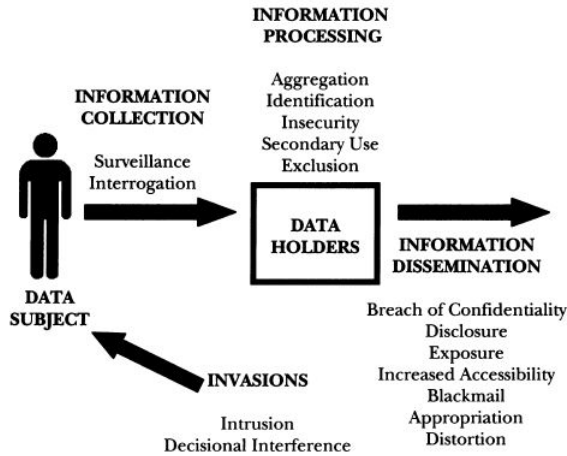 INFORMATION
PROCESSING
Aggregation
Identification
Insecurity
Secondary Use
Exclusion
INFORMATION
COLLECTION
Surveillance
Interrogation
DATA
HOLDERS
INFORMATION
DISSEMINATION
Breach of Confidentiality
Disclosure
Exposure
Increased Accessibility
Blackmail
Appropriation
Distortion
DATA
SUBJECT
INVASIONS
Intrusion
Decisional Interference